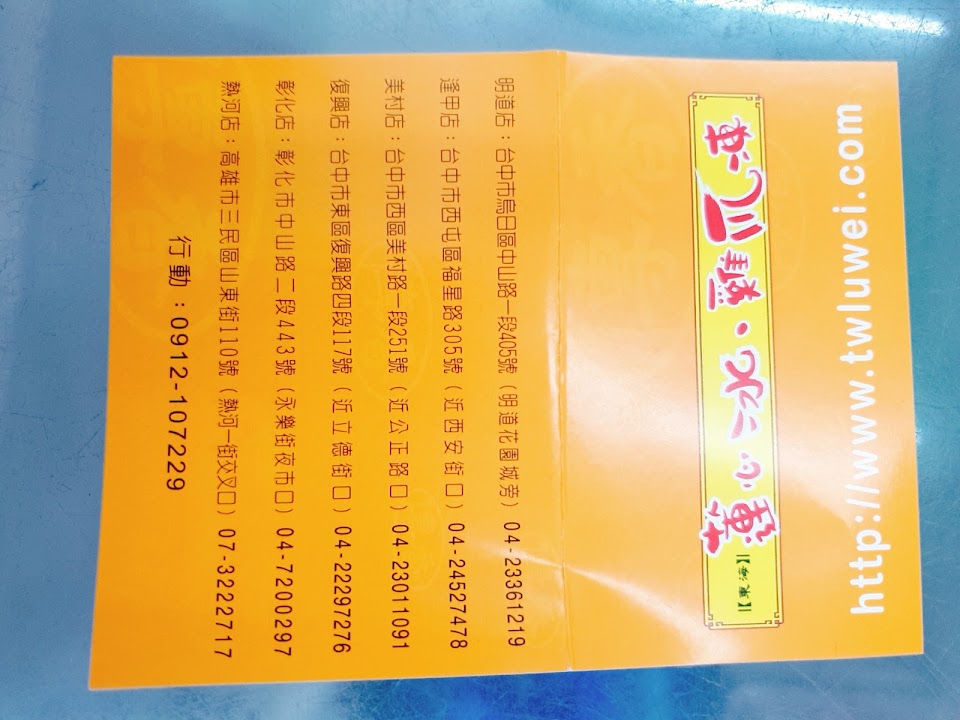 http://www.twluwei.com
冰心
明道店：台中市烏日區中山路一段405號（明道花園城旁）04-23361219
逢甲店：台中市西屯區福星路305號（近西安街口）04-24527478
美村店：台中市西區美村路一段251號（近公正路口）04-23011091
復興店：台中市東區復興路四段117號（近立德街口）04-22297276
彰化店：彰化市中山路二段443號（永樂街夜市口）04-7200297
熱河店：高雄市三民區山東街110號（熱河一街交叉口）07-3222717
行動：0912-107229